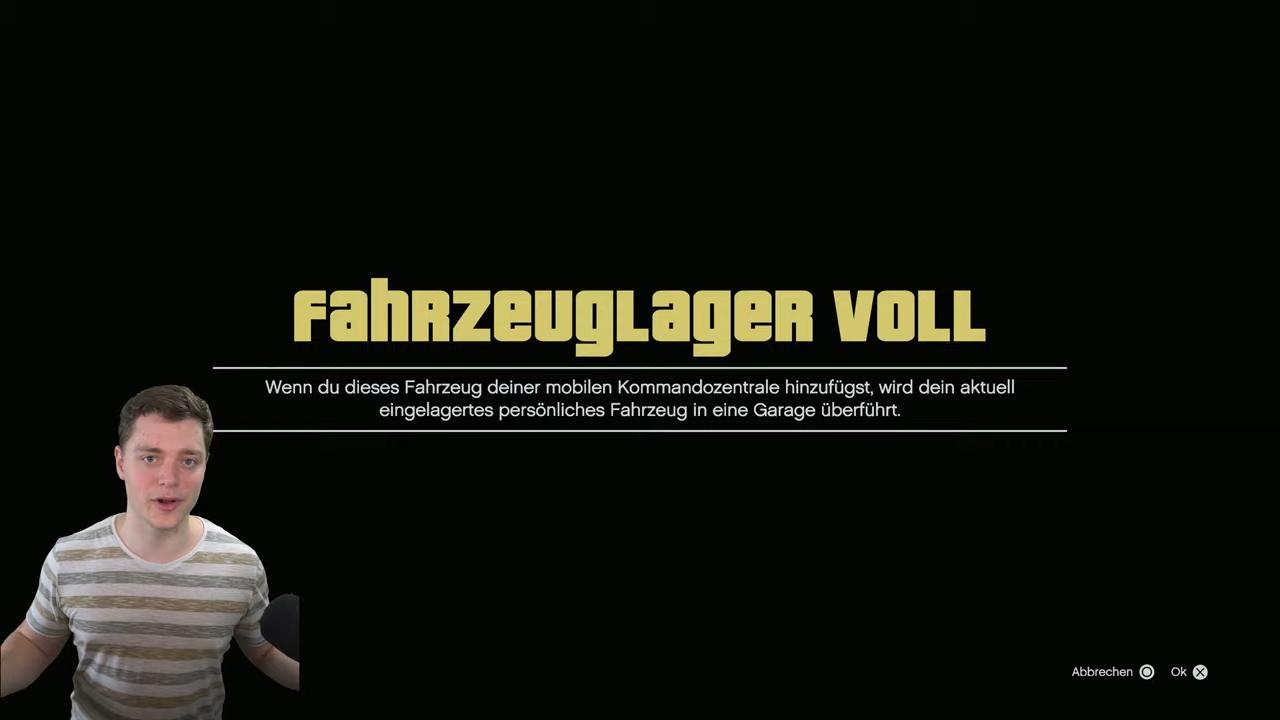 Fahrzeuglager voll
Wenn du dieses Fahrzeug deiner mobilen Kommandozentrale hinzufügst, wird dein aktuell
eingelagertes persönliches Fahrzeug in eine Garage überführt.
Abbrechen Ok